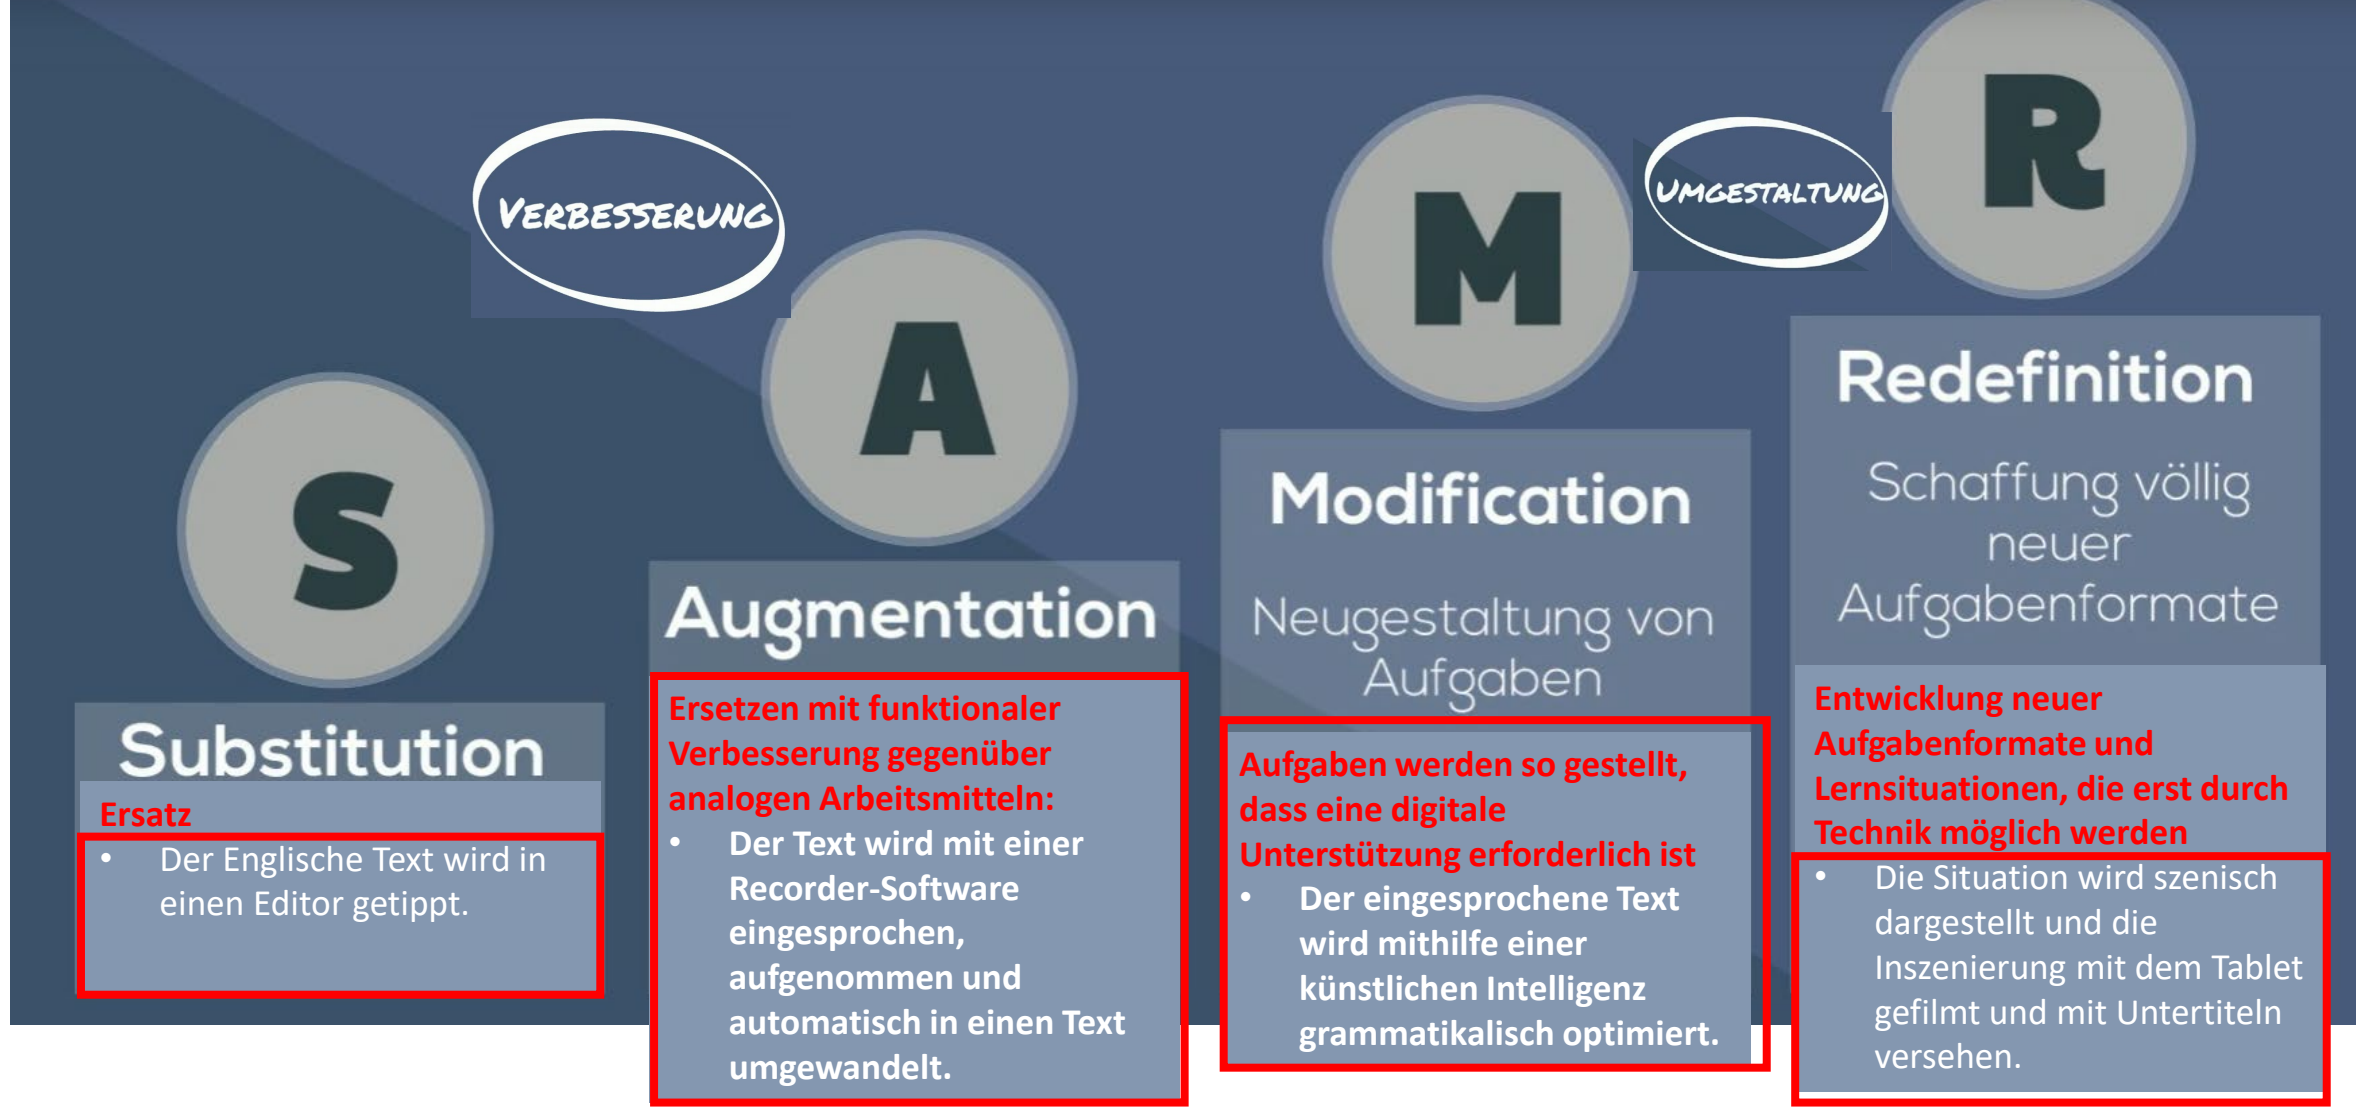 VERBESSERUNG
UMGESTALTUNG
S
Substitution
Ersatz
• Der Englische Text wird in
einen Editor getippt.
A
Augmentation
Ersetzen mit funktionaler
Verbesserung gegenüber
analogen Arbeitsmitteln:
• Der Text wird mit einer
Recorder-Software
eingesprochen,
aufgenommen und
automatisch in einen Text
umgewandelt.
M
Modification
Neugestaltung von
Aufgaben
Aufgaben werden so gestellt,
dass eine digitale
Unterstützung erforderlich ist
• Der eingesprochene Text
wird mithilfe einer
künstlichen Intelligenz
grammatikalisch optimiert.
R
Redefinition
Schaffung völlig
neuer
Aufgabenformate
Entwicklung neuer
Aufgabenformate und
Lernsituationen, die erst durch
Technik möglich werden
• Die Situation wird szenisch
dargestellt und die
Inszenierung mit dem Tablet
gefilmt und mit Untertiteln
versehen.